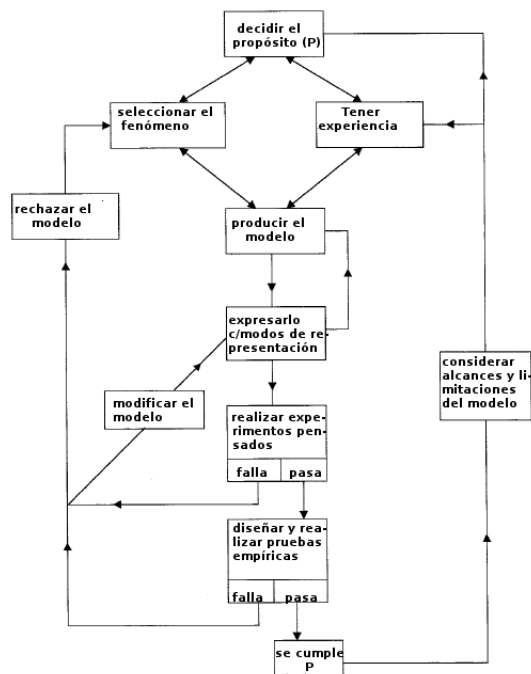 decidir el
propósito (P)
seleccionar el
fenómeno
Tener
experiencia
rechazar el
modelo
producir el
modelo
expresarlo
c/modos de re-
presentación
considerar
alcances y li-
mitaciones
del modelo
modificar el
modelo
realizar expe-
rimentos pen-
sados
falla pasa
diseñar y rea-
lizar pruebas
empíricas
falla pasa
se cumple
P